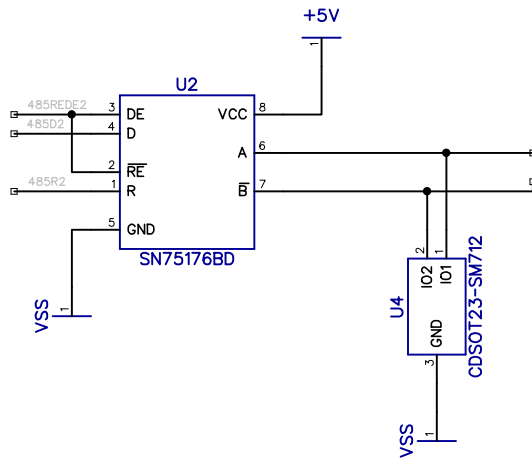 +5V
1
U2
485REDE2
3 DE
VCC 8
485D2
4 D
A 6
2 RE
485R2
1 R
B 7
5 GND
SN75176BD
2
1
IO2
IO1
U4
CDSOT23-SM712
GND
3
1
VSS
1
VSS